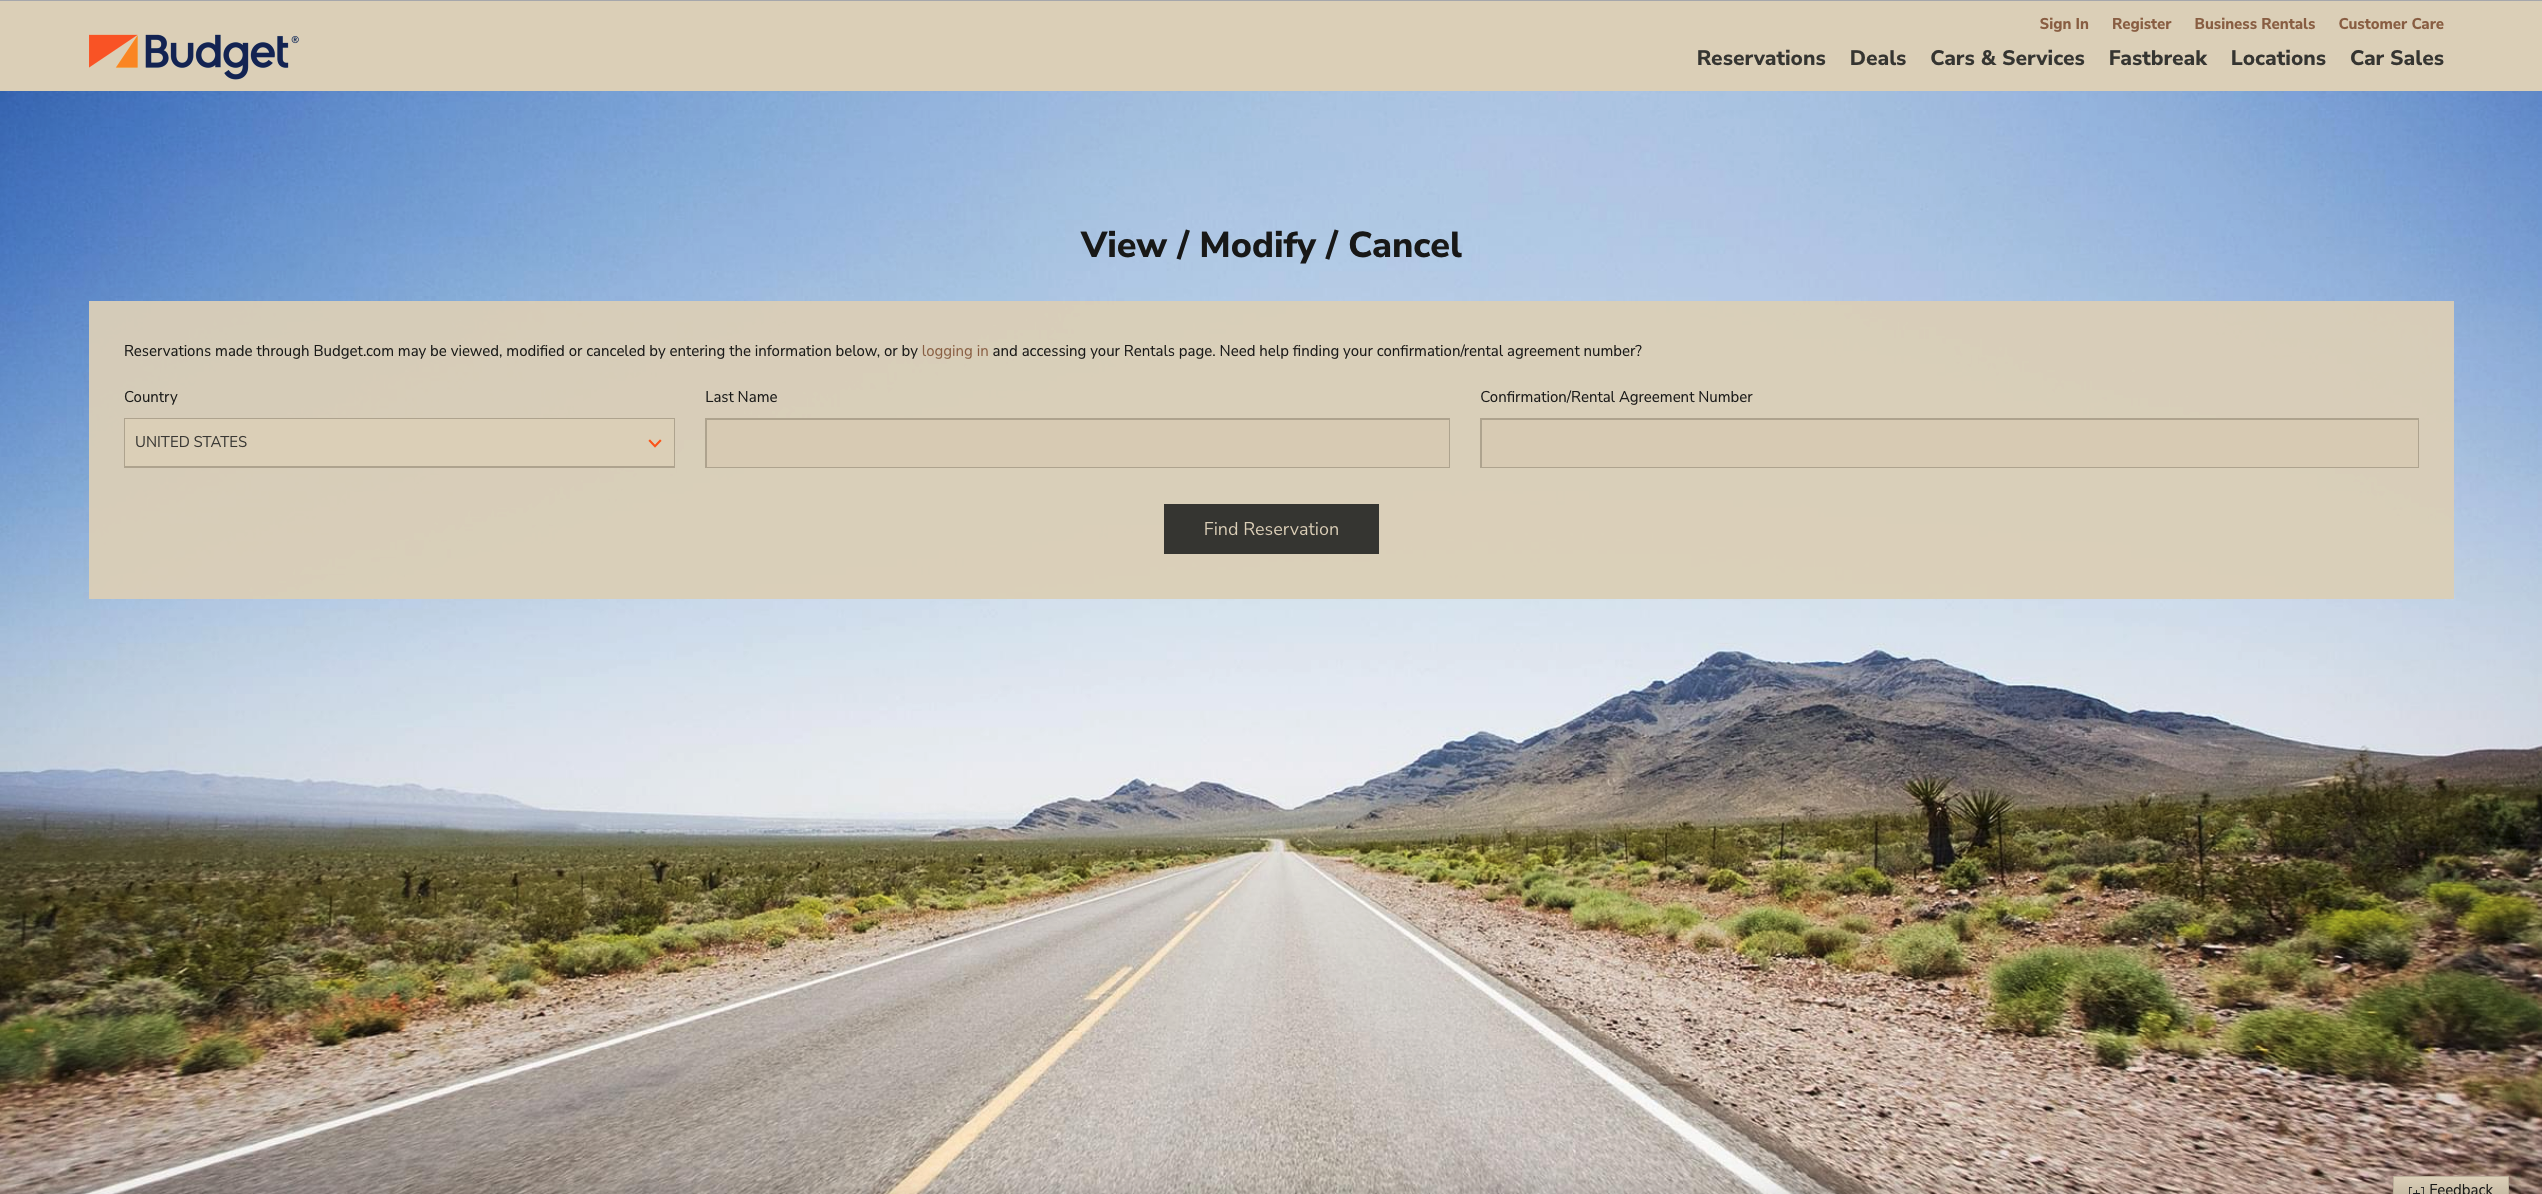 Sign In Register Business Rentals Customer Care
Budget®
Reservations Deals Cars & Services Fastbreak Locations Car Sales
View / Modify / Cancel
Reservations made through Budget.com may be viewed, modified or canceled by entering the information below, or by logging in and accessing your Rentals page. Need help finding your confirmation/rental agreement number?
Country Last Name Confirmation/Rental Agreement Number
UNITED STATES
Find Reservation
[+] Feedback